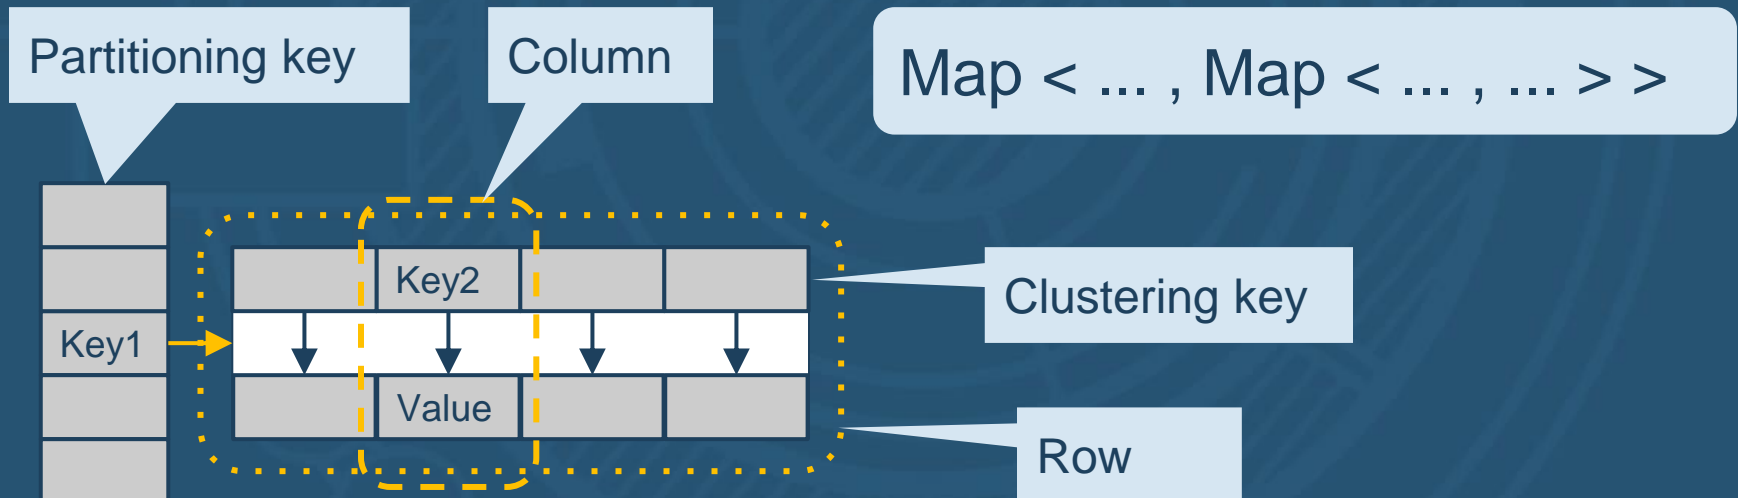 Partitioning key
Column
Map < ... , Map < ... , ... > >
Key2
Clustering key
Key1
Value
Row